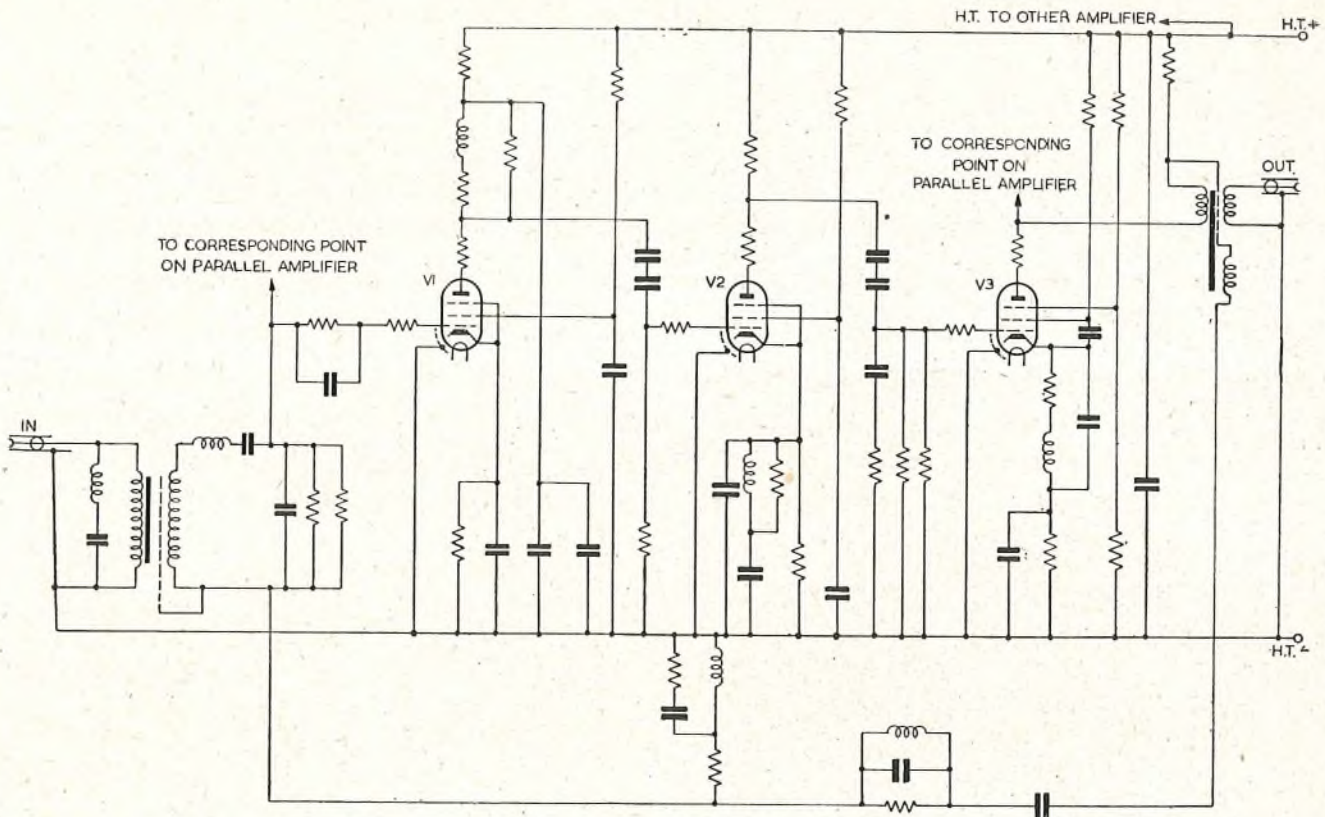 H.T. TO OTHER AMPLIFIER
H.T.+
TO CORRESPONDING
POINT ON
PARALLEL AMPLIFIER
OUT.
TO CORRESPONDING POINT
ON PARALLEL AMPLIFIER
V1
V2
V3
IN
H.T.-